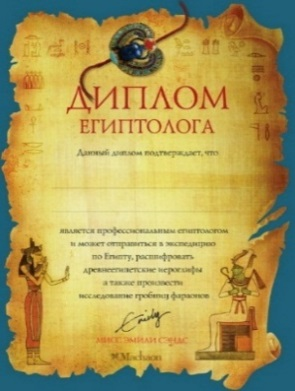 ДИПЛОМ
ЕГИПТОЛОГА
Данный диплом подтверждает, что
является профессиональным египтологом
и может отправиться в экспедицию
по Египту, расшифровать
древнеегипетские иероглифы
а также произвести
исследование гробниц фараонов
Emily
МИСС ЭМИЛИ СЭНДС
Machaon